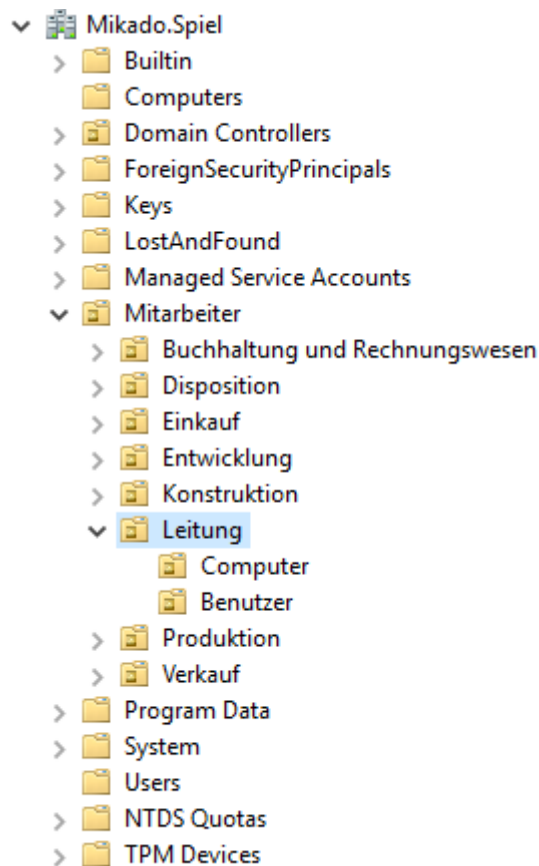 Mikado.Spiel
Builtin
Computers
Domain Controllers
ForeignSecurityPrincipals
Keys
LostAndFound
Managed Service Accounts
Mitarbeiter
Buchhaltung und Rechnungswesen
Disposition
Einkauf
Entwicklung
Konstruktion
Leitung
Computer
Benutzer
Produktion
Verkauf
Program Data
System
Users
NTDS Quotas
TPM Devices